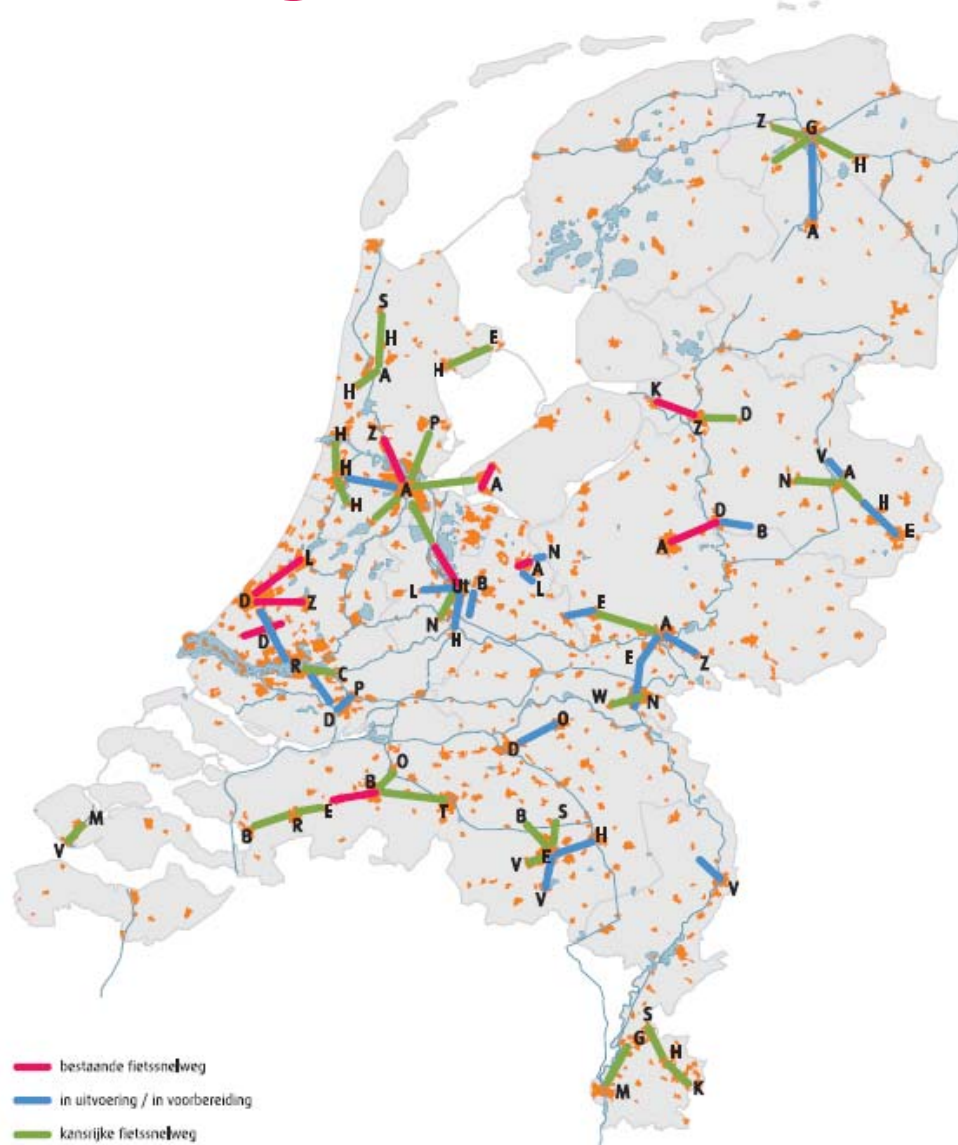 Z G
H
A
S
H E
H A
H
K
Z D
P
Z
H
H A A
H
V
N A
H
E
D
B
A
N
A
L
L Ut B
N
H
L
D Z
D
E A
E Z
R C
P
D
W N
O
D
O
B
E
R T
B
M
V
B S
H
V E
V
V
S
G
H
M K
bestaande fietssnelweg
in uitvoering / in voorbereiding
kansrijke fietssnelweg